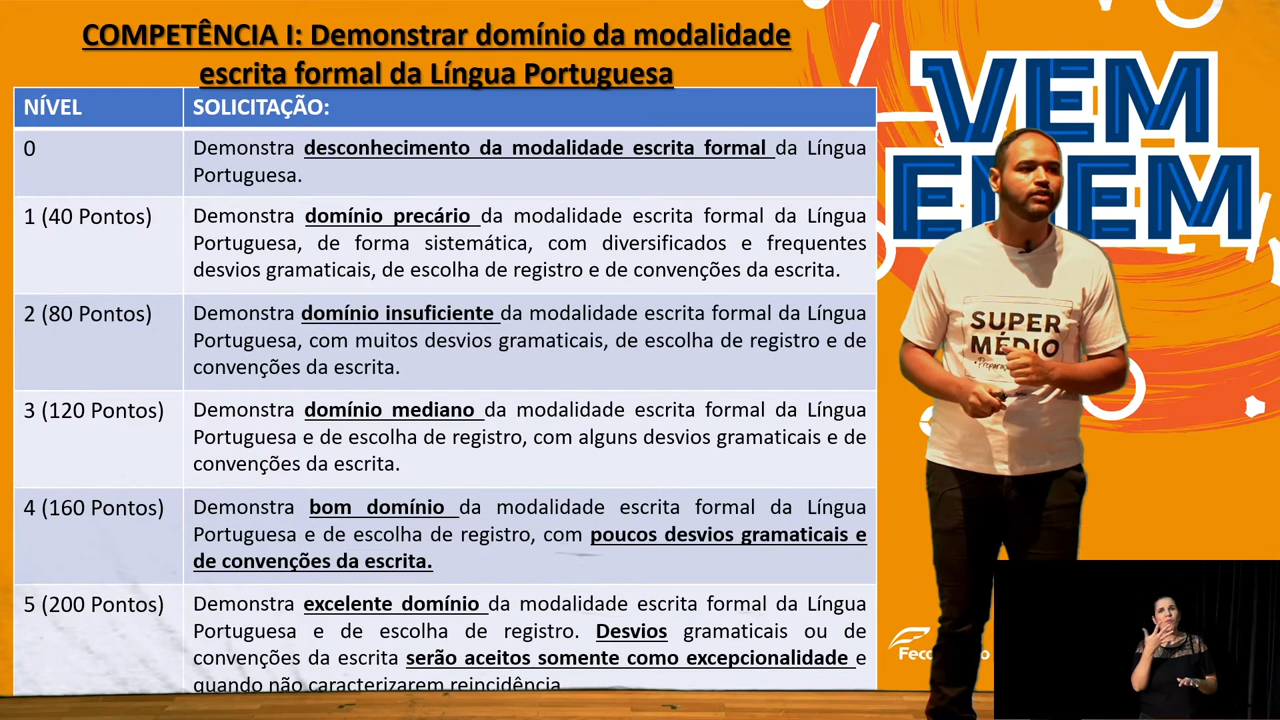 COMPETÊNCIA I: Demonstrar domínio da modalidade
escrita formal da Língua Portuguesa
NÍVEL
SOLICITAÇÃO:
0
Demonstra desconhecimento da modalidade escrita formal da Língua
Portuguesa.
1 (40 Pontos)
Demonstra domínio precário da modalidade escrita formal da Língua
Portuguesa, de forma sistemática, com diversificados e frequentes
desvios gramaticais, de escolha de registro e de convenções da escrita.
2 (80 Pontos)
Demonstra domínio insuficiente da modalidade escrita formal da Língua
Portuguesa, com muitos desvios gramaticais, de escolha de registro e de
convenções da escrita.
3 (120 Pontos)
Demonstra domínio mediano da modalidade escrita formal da Língua
Portuguesa e de escolha de registro, com alguns desvios gramaticais e de
convenções da escrita.
4 (160 Pontos)
Demonstra bom domínio da modalidade escrita formal da Língua
Portuguesa e de escolha de registro, com poucos desvios gramaticais e
de convenções da escrita.
5 (200 Pontos)
Demonstra excelente domínio da modalidade escrita formal da Língua
Portuguesa e de escolha de registro. Desvios gramaticais ou de
convenções da escrita serão aceitos somente como excepcionalidade e
quando não caracterizarem reincidência.
VEM
ENEM
SUPER
MÉDIO